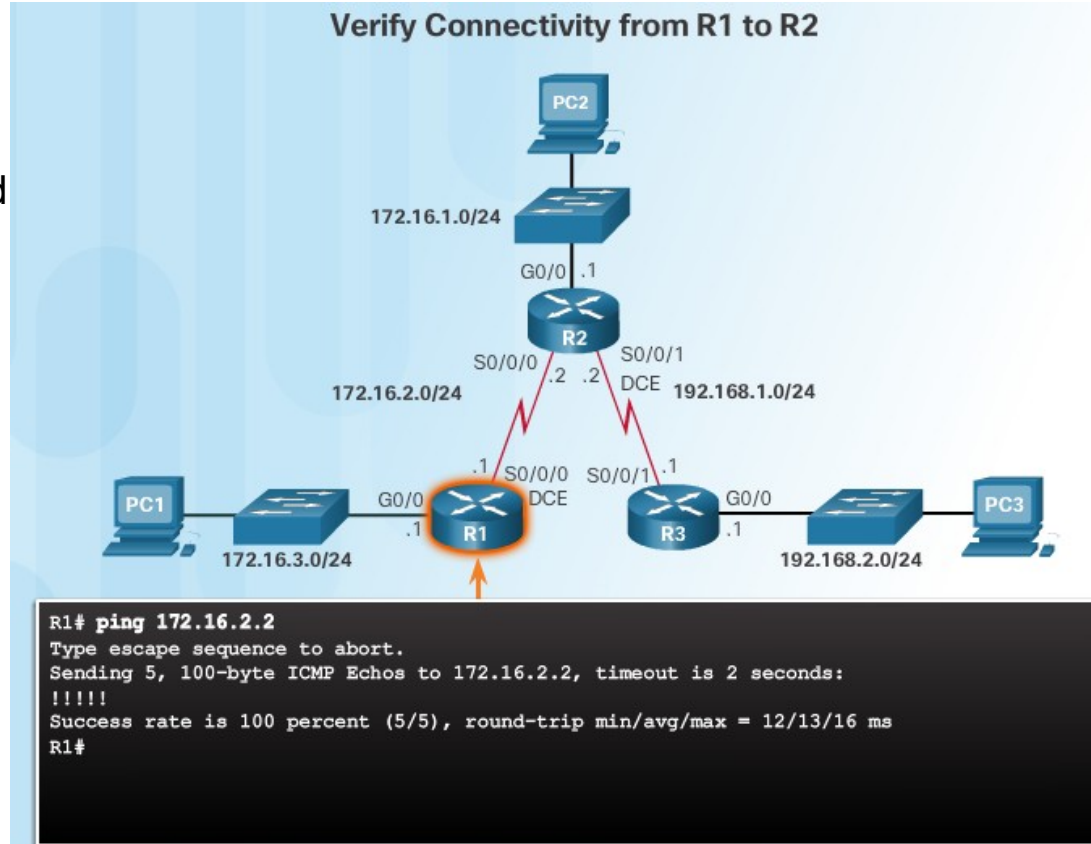 Verify Connectivity from R1 to R2
PC2
172.16.1.0/24
G0/0 .1
R2
S0/0/0 .2 .2 S0/0/1
DCE
172.16.2.0/24 192.168.1.0/24
.1 S0/0/0 S0/0/1 .1
DCE
PC1 G0/0 G0/0 PC3
.1 R1 R3 .1
172.16.3.0/24 192.168.2.0/24
R1# ping 172.16.2.2
Type escape sequence to abort.
Sending 5, 100-byte ICMP Echos to 172.16.2.2, timeout is 2 seconds:
!!!!!
Success rate is 100 percent (5/5), round-trip min/avg/max = 12/13/16 ms
R1#